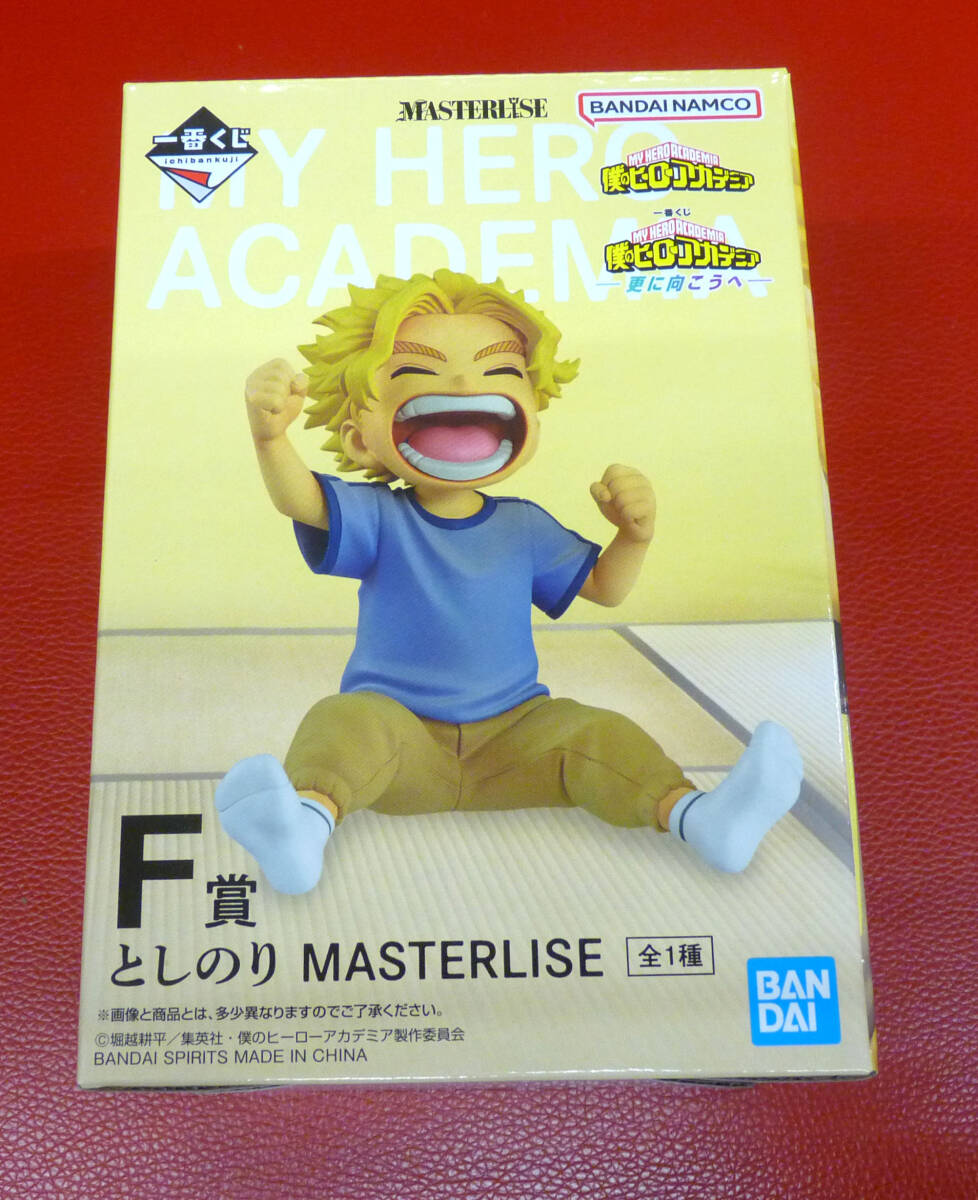 一番くじ
ichibankuji
MASTERLISE
BANDAI NAMCO
MY HERO
ACADEMIA
MY HERO ACADEMIA
僕のヒーローアカデミア
一番くじ
MY HERO ACADEMIA
僕のヒーローアカデミア
更に向こうへ
F賞
としのり MASTERLISE 全1種
※画像と商品とは、多少異なりますのでご了承ください。
©堀越耕平／集英社・僕のヒーローアカデミア製作委員会
BANDAI SPIRITS MADE IN CHINA
BAN
DAI